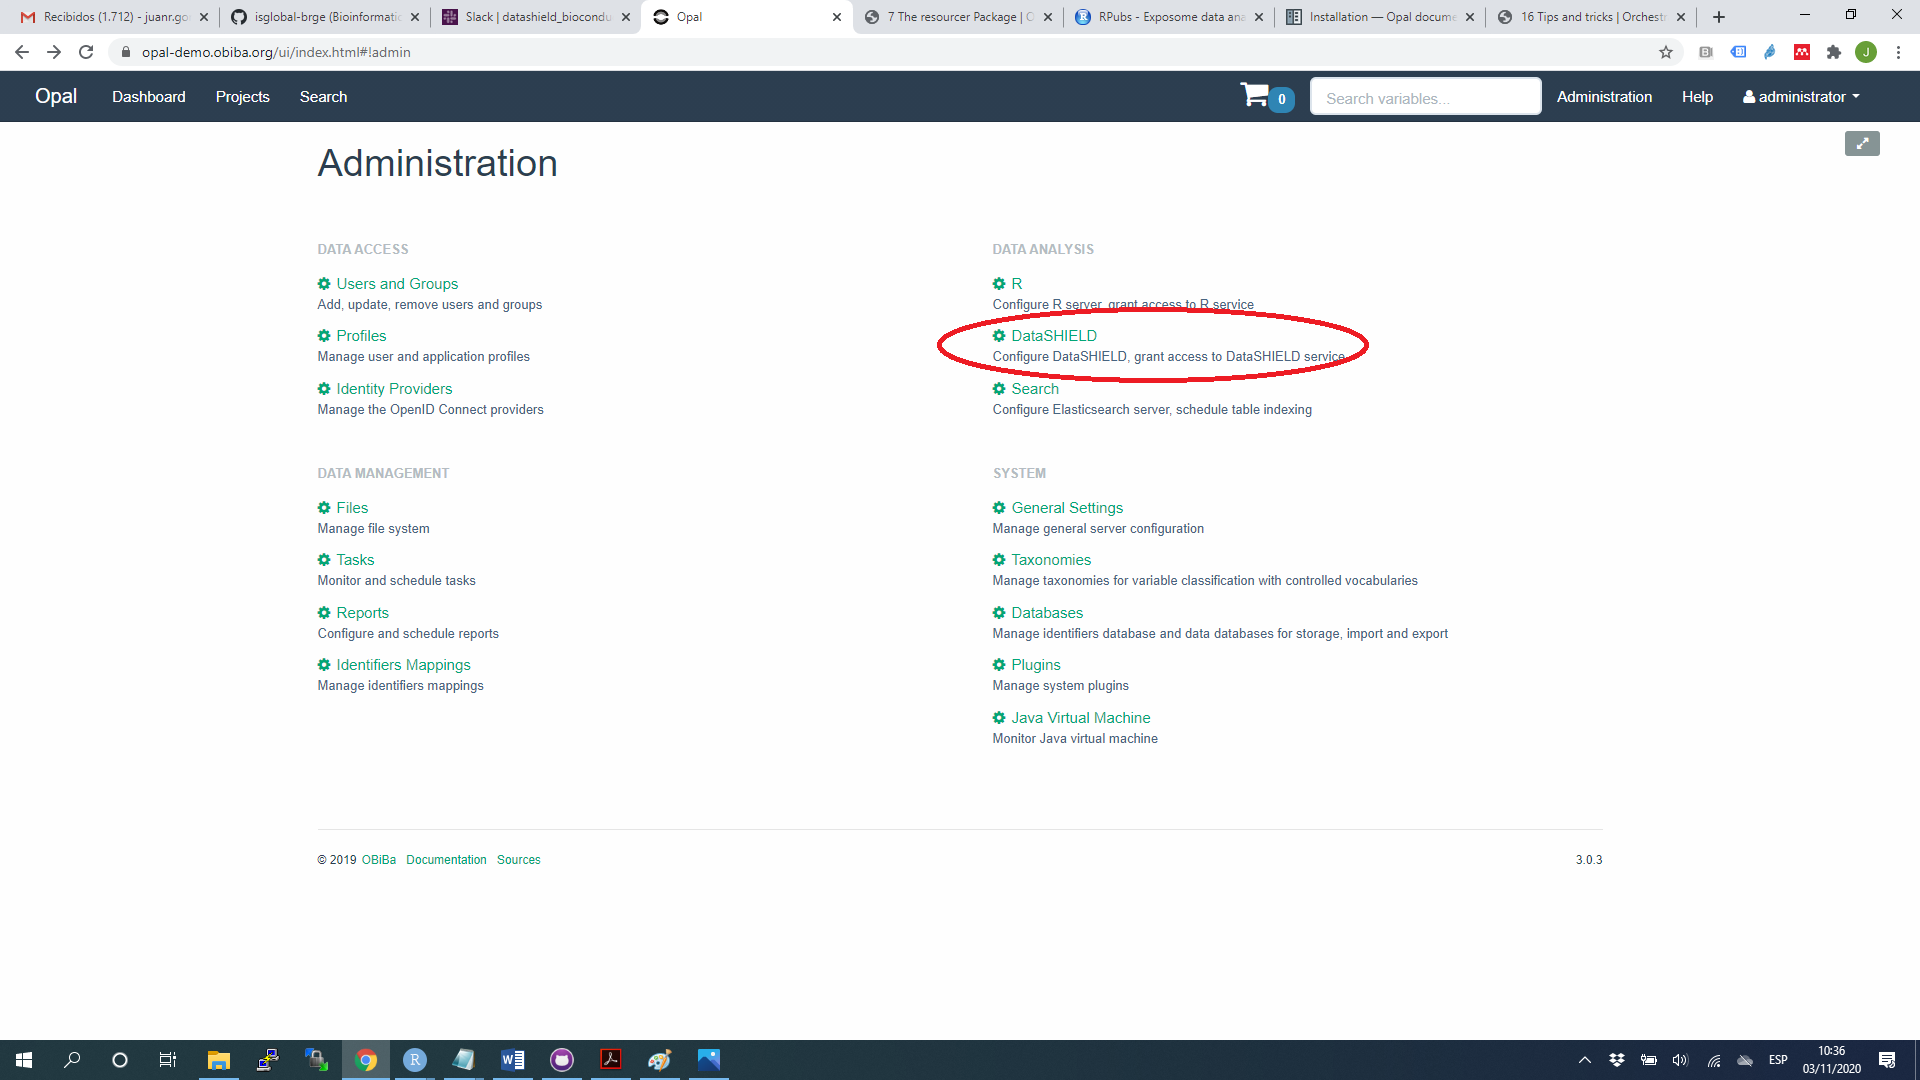 Recibidos (1.712) - juanr.go
isglobal-brge (Bioinformatic
Slack | datashield_biocondu
Opal
7 The resourcer Package | O
RPubs - Exposome data ana
Installation — Opal docume
16 Tips and tricks | Orchestr
opal-demo.obiba.org/ui/index.html#!admin
J
Opal
Dashboard
Projects
Search
0
Search variables...
Administration
Help
administrator
Administration
DATA ACCESS
Users and Groups
Add, update, remove users and groups
Profiles
Manage user and application profiles
Identity Providers
Manage the OpenID Connect providers
DATA ANALYSIS
R
Configure R server, grant access to R service
DataSHIELD
Configure DataSHIELD, grant access to DataSHIELD service
Search
Configure Elasticsearch server, schedule table indexing
DATA MANAGEMENT
Files
Manage file system
Tasks
Monitor and schedule tasks
Reports
Configure and schedule reports
Identifiers Mappings
Manage identifiers mappings
SYSTEM
General Settings
Manage general server configuration
Taxonomies
Manage taxonomies for variable classification with controlled vocabularies
Databases
Manage identifiers database and data databases for storage, import and export
Plugins
Manage system plugins
Java Virtual Machine
Monitor Java virtual machine
© 2019 OBiBa Documentation Sources
3.0.3
ESP
10:36
03/11/2020